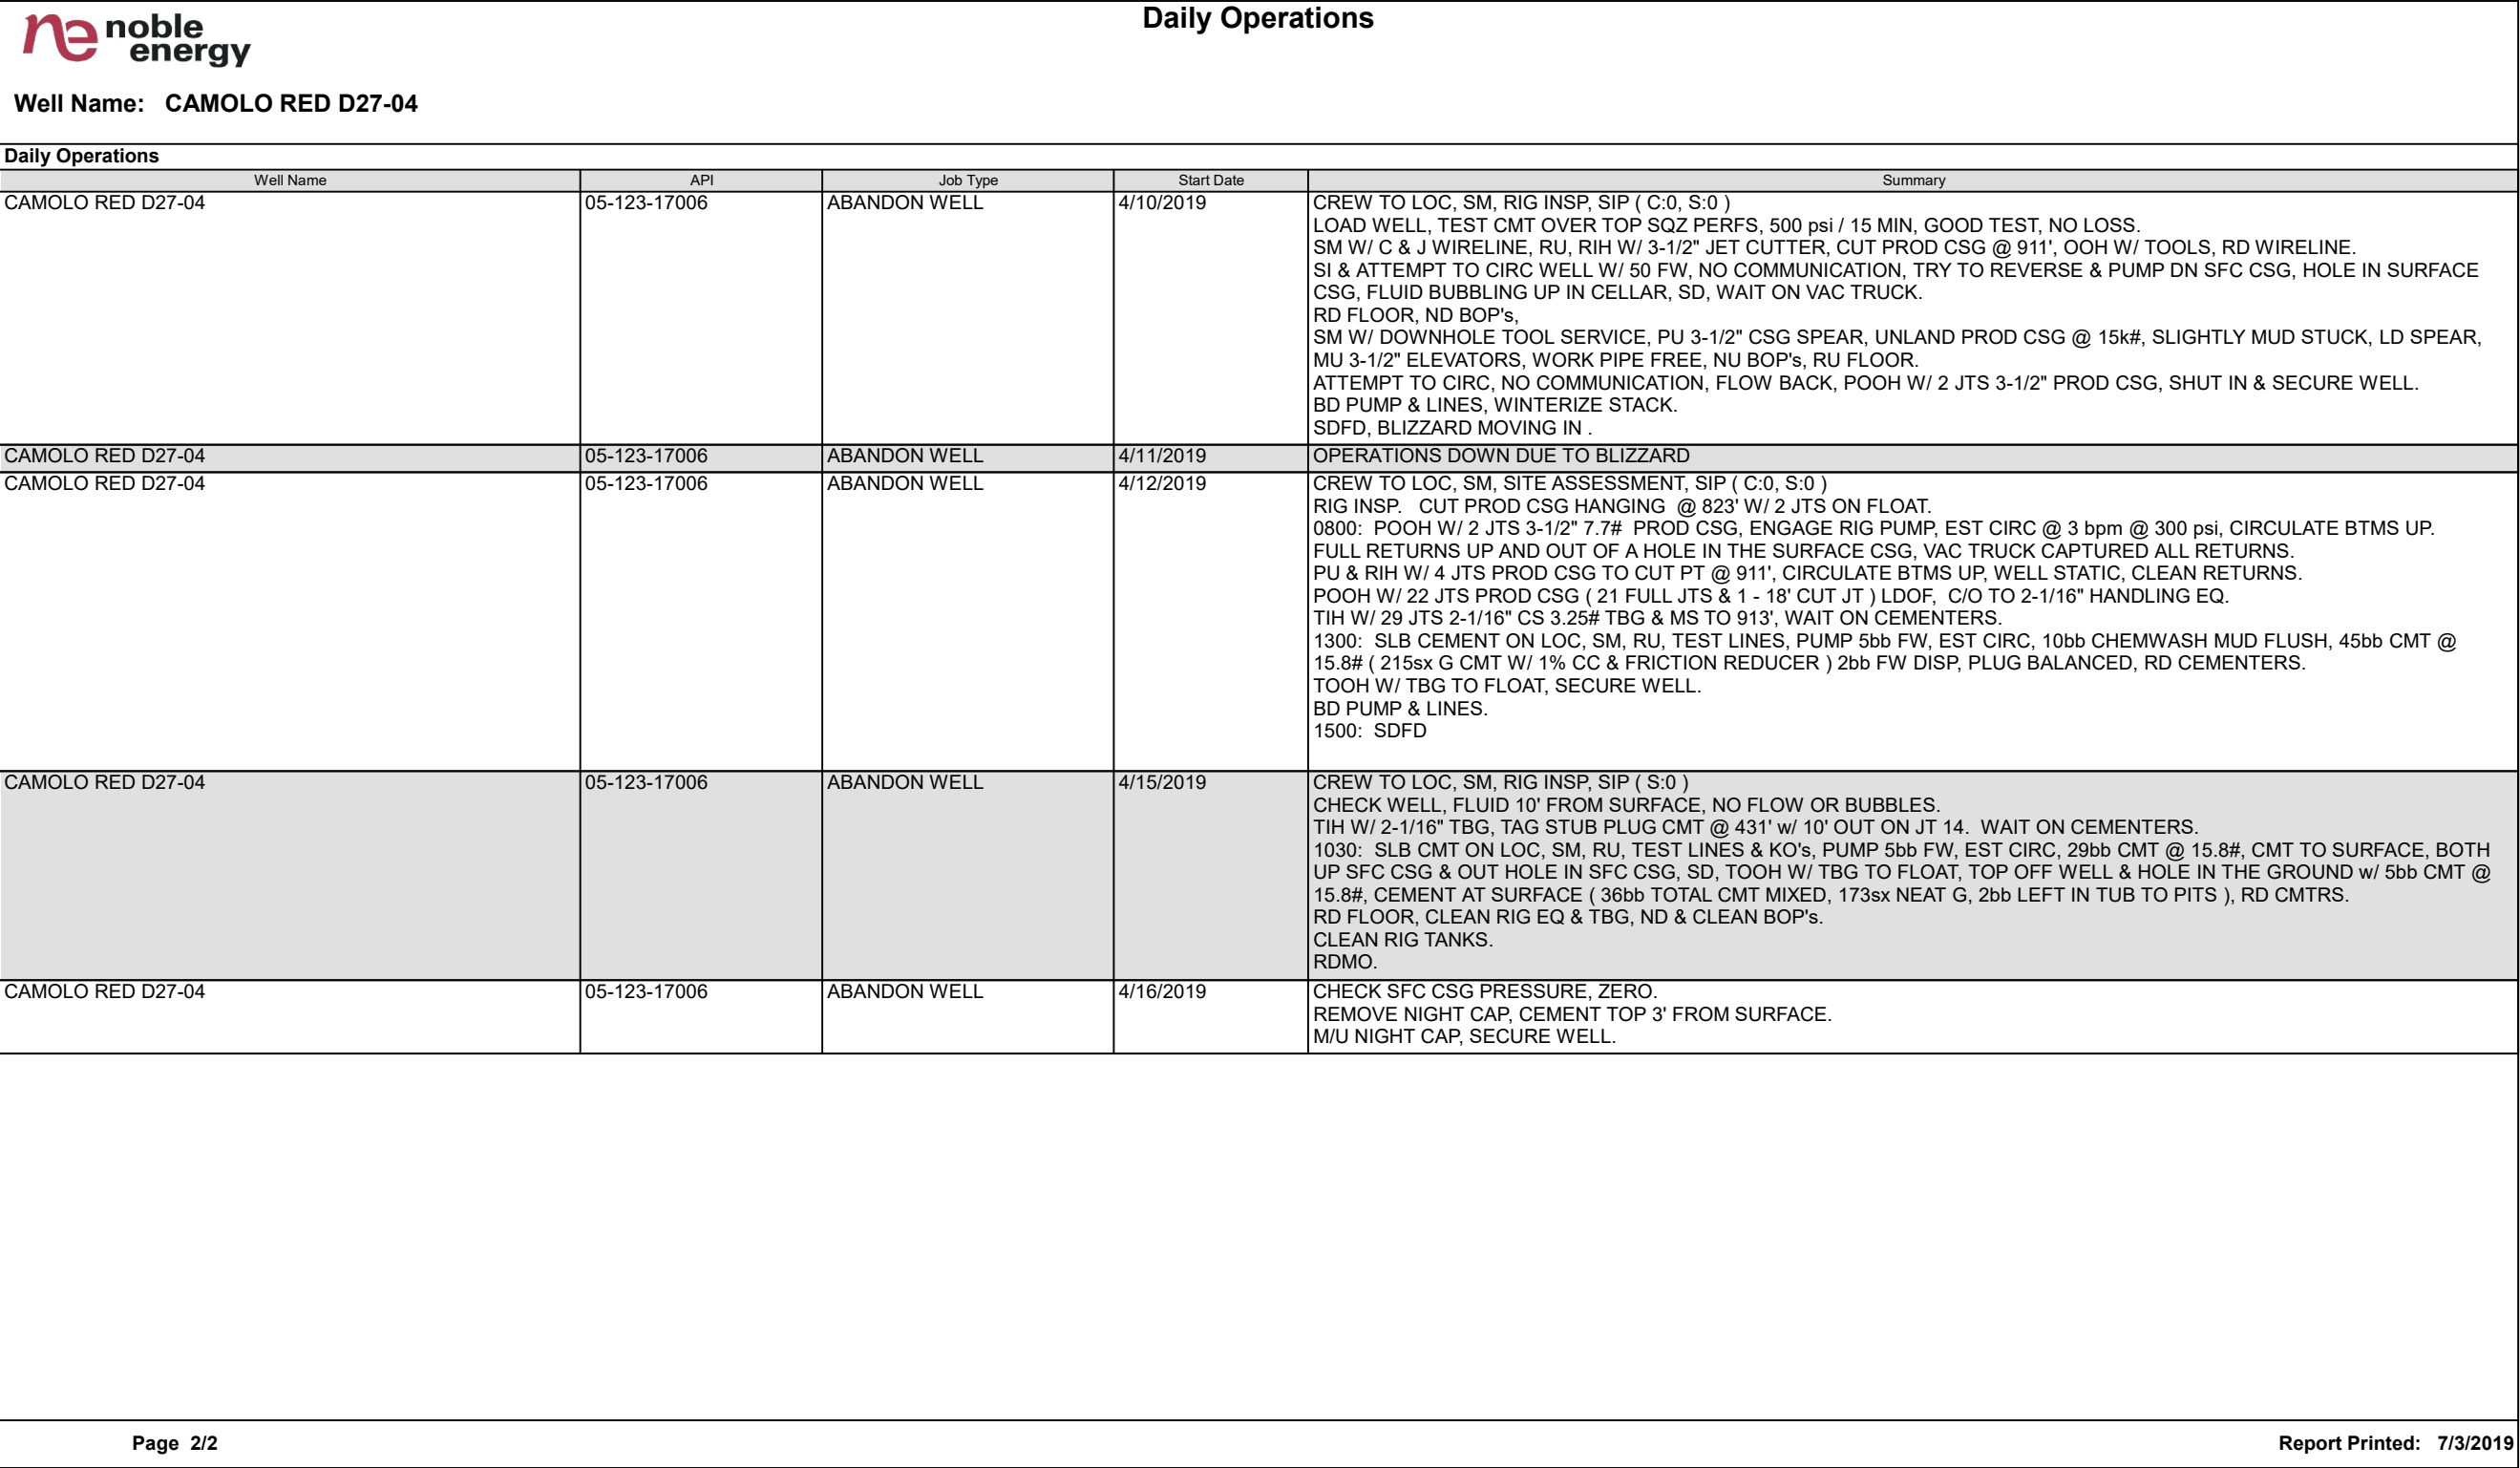 noble
energy
Daily Operations
Well Name: CAMOLO RED D27-04
Daily Operations
Well Name API Job Type Start Date Summary
CAMOLO RED D27-04 05-123-17006 ABANDON WELL 4/10/2019 CREW TO LOC, SM, RIG INSP, SIP ( C:0, S:0 )
LOAD WELL, TEST CMT OVER TOP SQZ PERFS, 500 psi / 15 MIN, GOOD TEST, NO LOSS.
SM W/ C & J WIRELINE, RU, RIH W/ 3-1/2" JET CUTTER, CUT PROD CSG @ 911', OOH W/ TOOLS, RD WIRELINE.
SI & ATTEMPT TO CIRC WELL W/ 50 FW, NO COMMUNICATION, TRY TO REVERSE & PUMP DN SFC CSG, HOLE IN SURFACE
CSG, FLUID BUBBLING UP IN CELLAR, SD, WAIT ON VAC TRUCK.
RD FLOOR, ND BOP's,
SM W/ DOWNHOLE TOOL SERVICE, PU 3-1/2" CSG SPEAR, UNLAND PROD CSG @ 15k#, SLIGHTLY MUD STUCK, LD SPEAR,
MU 3-1/2" ELEVATORS, WORK PIPE FREE, NU BOP's, RU FLOOR.
ATTEMPT TO CIRC, NO COMMUNICATION, FLOW BACK, POOH W/ 2 JTS 3-1/2" PROD CSG, SHUT IN & SECURE WELL.
BD PUMP & LINES, WINTERIZE STACK.
SDFD, BLIZZARD MOVING IN .
CAMOLO RED D27-04 05-123-17006 ABANDON WELL 4/11/2019 OPERATIONS DOWN DUE TO BLIZZARD
CAMOLO RED D27-04 05-123-17006 ABANDON WELL 4/12/2019 CREW TO LOC, SM, SITE ASSESSMENT, SIP ( C:0, S:0 )
RIG INSP. CUT PROD CSG HANGING @ 823' W/ 2 JTS ON FLOAT.
0800: POOH W/ 2 JTS 3-1/2" 7.7# PROD CSG, ENGAGE RIG PUMP, EST CIRC @ 3 bpm @ 300 psi, CIRCULATE BTMS UP.
FULL RETURNS UP AND OUT OF A HOLE IN THE SURFACE CSG, VAC TRUCK CAPTURED ALL RETURNS.
PU & RIH W/ 4 JTS PROD CSG TO CUT PT @ 911', CIRCULATE BTMS UP, WELL STATIC, CLEAN RETURNS.
POOH W/ 22 JTS PROD CSG ( 21 FULL JTS & 1 - 18' CUT JT ) LDOF, C/O TO 2-1/16" HANDLING EQ.
TIH W/ 29 JTS 2-1/16" CS 3.25# TBG & MS TO 913', WAIT ON CEMENTERS.
1300: SLB CEMENT ON LOC, SM, RU, TEST LINES, PUMP 5bb FW, EST CIRC, 10bb CHEMWASH MUD FLUSH, 45bb CMT @
15.8# ( 215sx G CMT W/ 1% CC & FRICTION REDUCER ) 2bb FW DISP, PLUG BALANCED, RD CEMENTERS.
TOOH W/ TBG TO FLOAT, SECURE WELL.
BD PUMP & LINES.
1500: SDFD
CAMOLO RED D27-04 05-123-17006 ABANDON WELL 4/15/2019 CREW TO LOC, SM, RIG INSP, SIP ( S:0 )
CHECK WELL, FLUID 10' FROM SURFACE, NO FLOW OR BUBBLES.
TIH W/ 2-1/16" TBG, TAG STUB PLUG CMT @ 431' w/ 10' OUT ON JT 14. WAIT ON CEMENTERS.
1030: SLB CMT ON LOC, SM, RU, TEST LINES & KO's, PUMP 5bb FW, EST CIRC, 29bb CMT @ 15.8#, CMT TO SURFACE, BOTH
UP SFC CSG & OUT HOLE IN SFC CSG, SD, TOOH W/ TBG TO FLOAT, TOP OFF WELL & HOLE IN THE GROUND w/ 5bb CMT @
15.8#, CEMENT AT SURFACE ( 36bb TOTAL CMT MIXED, 173sx NEAT G, 2bb LEFT IN TUB TO PITS ), RD CMTRS.
RD FLOOR, CLEAN RIG EQ & TBG, ND & CLEAN BOP's.
CLEAN RIG TANKS.
RDMO.
CAMOLO RED D27-04 05-123-17006 ABANDON WELL 4/16/2019 CHECK SFC CSG PRESSURE, ZERO.
REMOVE NIGHT CAP, CEMENT TOP 3' FROM SURFACE.
M/U NIGHT CAP, SECURE WELL.
Page 2/2 Report Printed: 7/3/2019